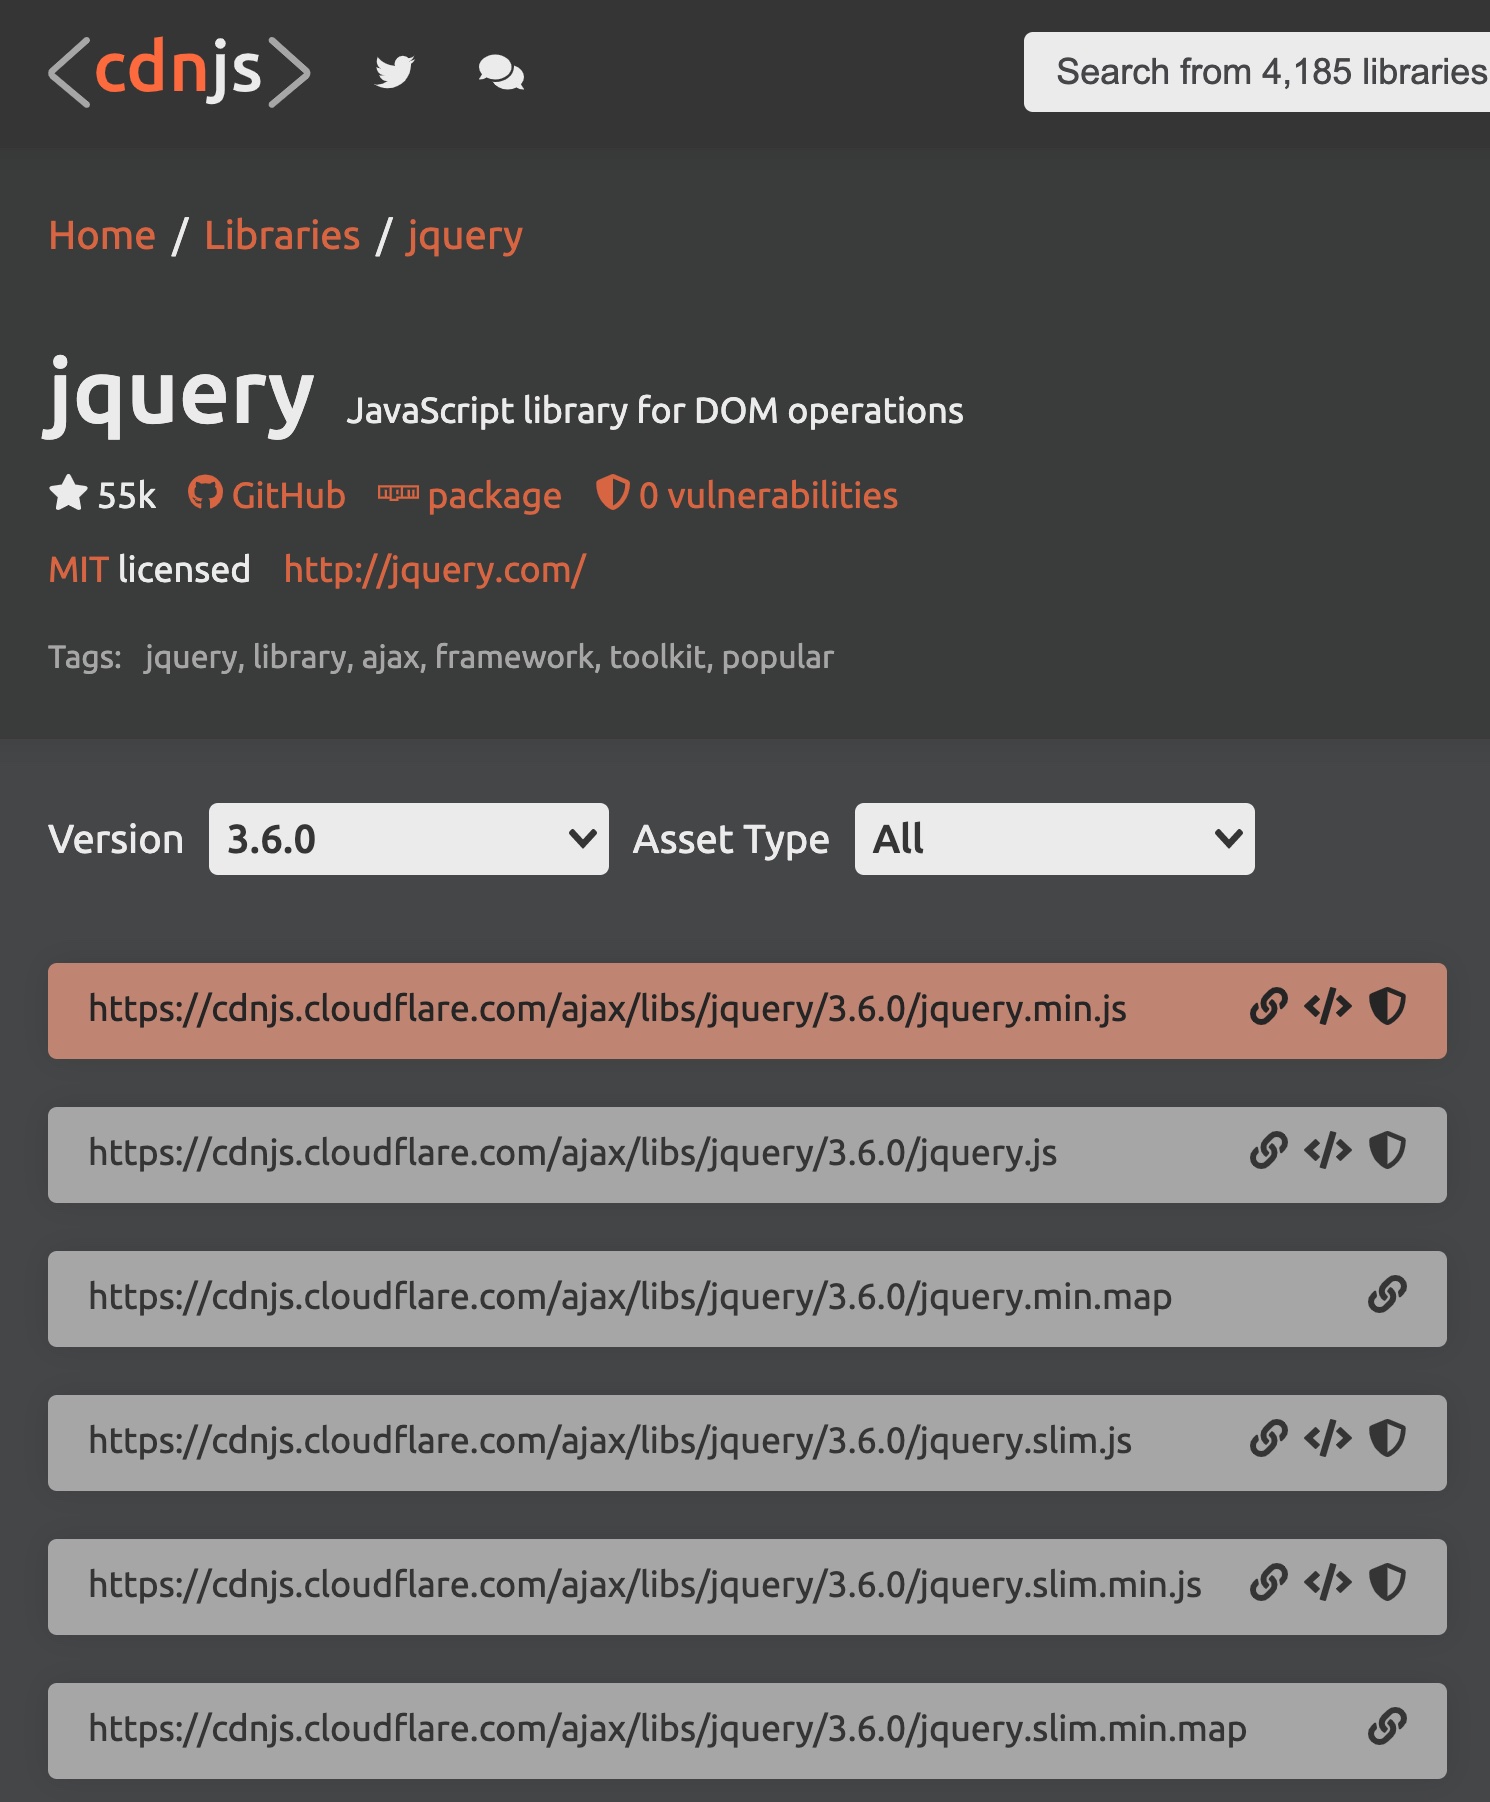 <cdnjs>
Search from 4,185 libraries
Home / Libraries / jquery
jquery JavaScript library for DOM operations
55k GitHub npm package 0 vulnerabilities
MIT licensed http://jquery.com/
Tags: jquery, library, ajax, framework, toolkit, popular
Version 3.6.0 Asset Type All
https://cdnjs.cloudflare.com/ajax/libs/jquery/3.6.0/jquery.min.js
https://cdnjs.cloudflare.com/ajax/libs/jquery/3.6.0/jquery.js
https://cdnjs.cloudflare.com/ajax/libs/jquery/3.6.0/jquery.min.map
https://cdnjs.cloudflare.com/ajax/libs/jquery/3.6.0/jquery.slim.js
https://cdnjs.cloudflare.com/ajax/libs/jquery/3.6.0/jquery.slim.min.js
https://cdnjs.cloudflare.com/ajax/libs/jquery/3.6.0/jquery.slim.min.map